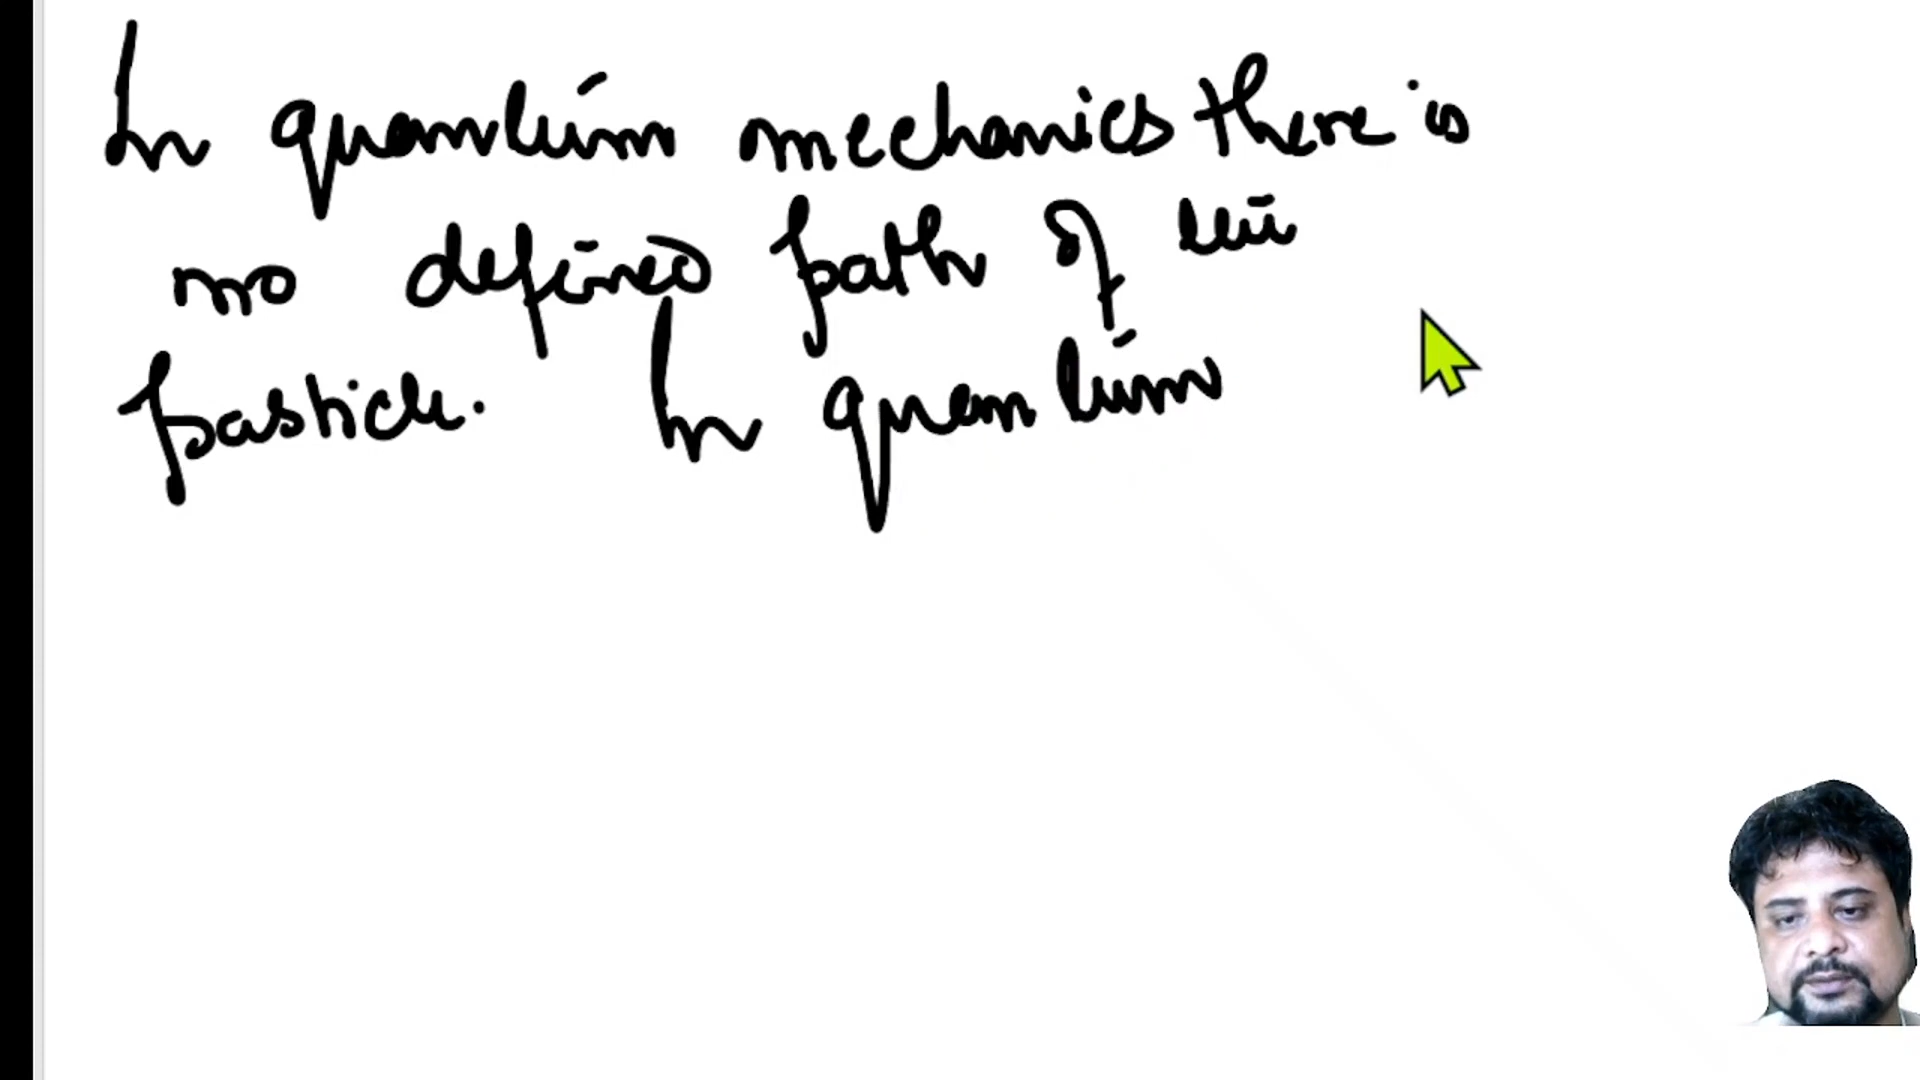 In quantum mechanics there is
no defined path of the
particle. In quantum